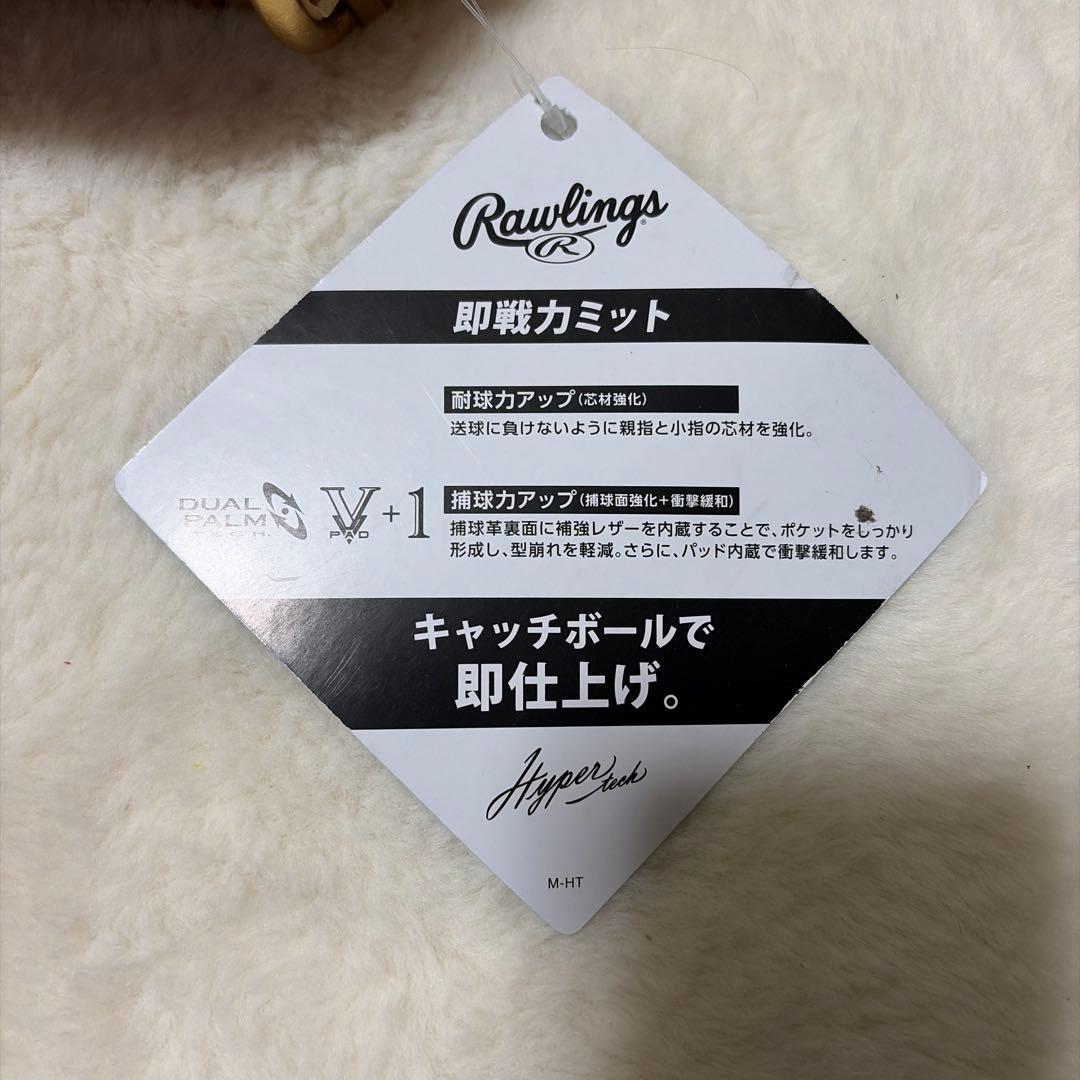 Rawlings
R
即戦力ミット
耐球力アップ(芯材強化)
送球に負けないように親指と小指の芯材を強化。
DUAL
PALM
TECH.
V
PAD
+1
捕球力アップ(捕球面強化+衝撃緩和)
捕球革裏面に補強レザーを内蔵することで、ポケットをしっかり
形成し、型崩れを軽減。さらに、パッド内蔵で衝撃緩和します。
キャッチボールで
即仕上げ。
Hyper tech
M-HT